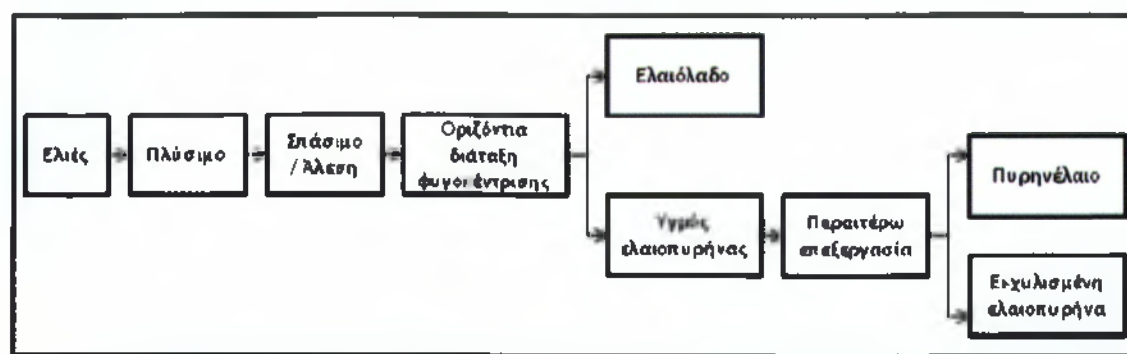 Ελιές
Πλύσιμο
Σπάσιμο
/ Άλεση
Οριζόντια
διάταξη
φυγοκέντρισης
Ελαιόλαδο
Υγρός
ελαιοπυρήνας
Περαιτέρω
επεξεργασία
Πυρηνέλαιο
Εκχυλισμένη
ελαιοπυρήνα